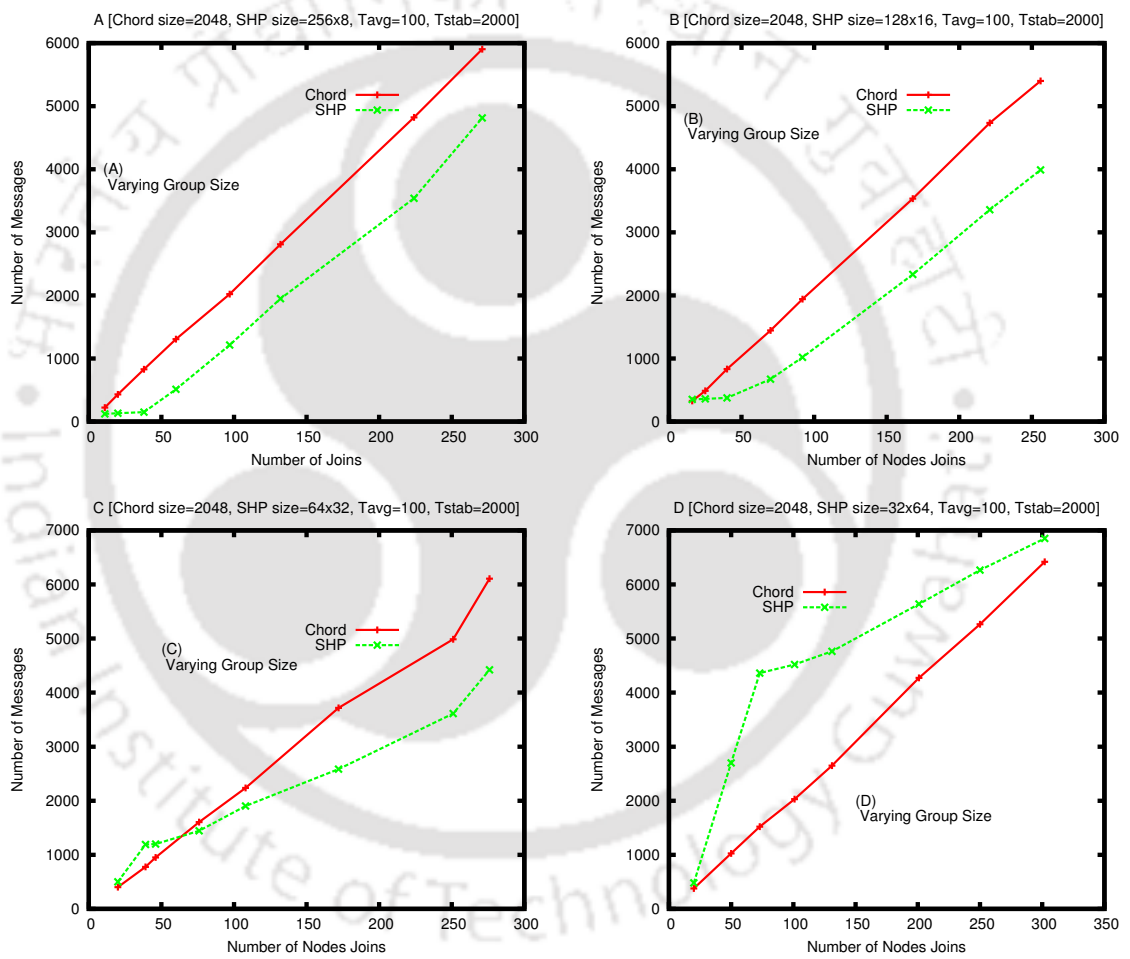 A [Chord size=2048, SHP size=256x8, Tavg=100, Tstab=2000]
6000
5000
4000
3000
2000
1000
0
Number of Messages
Chord
SHP
(A)
Varying Group Size
0 50 100 150 200 250 300
Number of Joins
B [Chord size=2048, SHP size=128x16, Tavg=100, Tstab=2000]
6000
5000
4000
3000
2000
1000
0
Number of Messages
Chord
SHP
(B)
Varying Group Size
0 50 100 150 200 250 300
Number of Nodes Joins
C [Chord size=2048, SHP size=64x32, Tavg=100, Tstab=2000]
7000
6000
5000
4000
3000
2000
1000
0
Number of Messages
Chord
SHP
(C)
Varying Group Size
0 50 100 150 200 250 300
Number of Nodes Joins
D [Chord size=2048, SHP size=32x64, Tavg=100, Tstab=2000]
7000
6000
5000
4000
3000
2000
1000
0
Number of Messages
Chord
SHP
(D)
Varying Group Size
0 50 100 150 200 250 300 350
Number of Nodes Joins
Indian Institute of Technology Guwahati